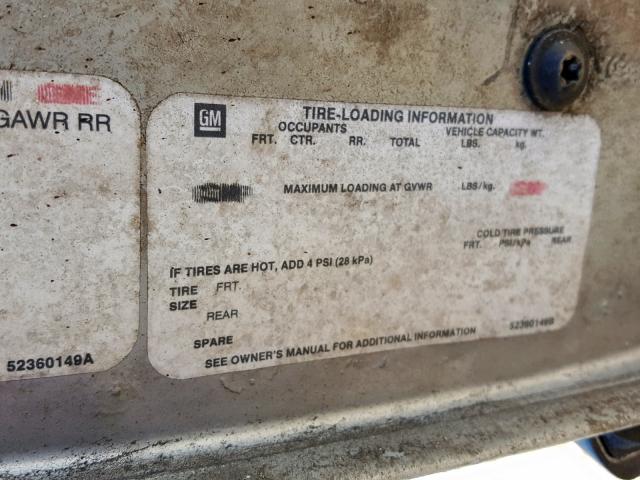 GAWR RR
52360149A
GM
TIRE-LOADING INFORMATION
OCCUPANTS VEHICLE CAPACITY WT.
FRT. CTR. RR. TOTAL LBS. kg.
MAXIMUM LOADING AT GVWR LBS/kg.
COLD TIRE PRESSURE
FRT. PSI/kPa REAR
IF TIRES ARE HOT, ADD 4 PSI (28 kPa)
TIRE FRT.
SIZE
REAR
SPARE
SEE OWNER'S MANUAL FOR ADDITIONAL INFORMATION
52360149B